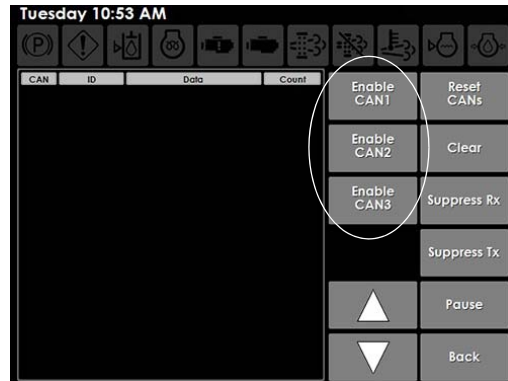 Tuesday 10:53 AM
(P)
CAN ID Data Count
Enable
CAN1
Reset
CANs
Enable
CAN2
Clear
Enable
CAN3
Suppress Rx
Suppress Tx
Pause
Back